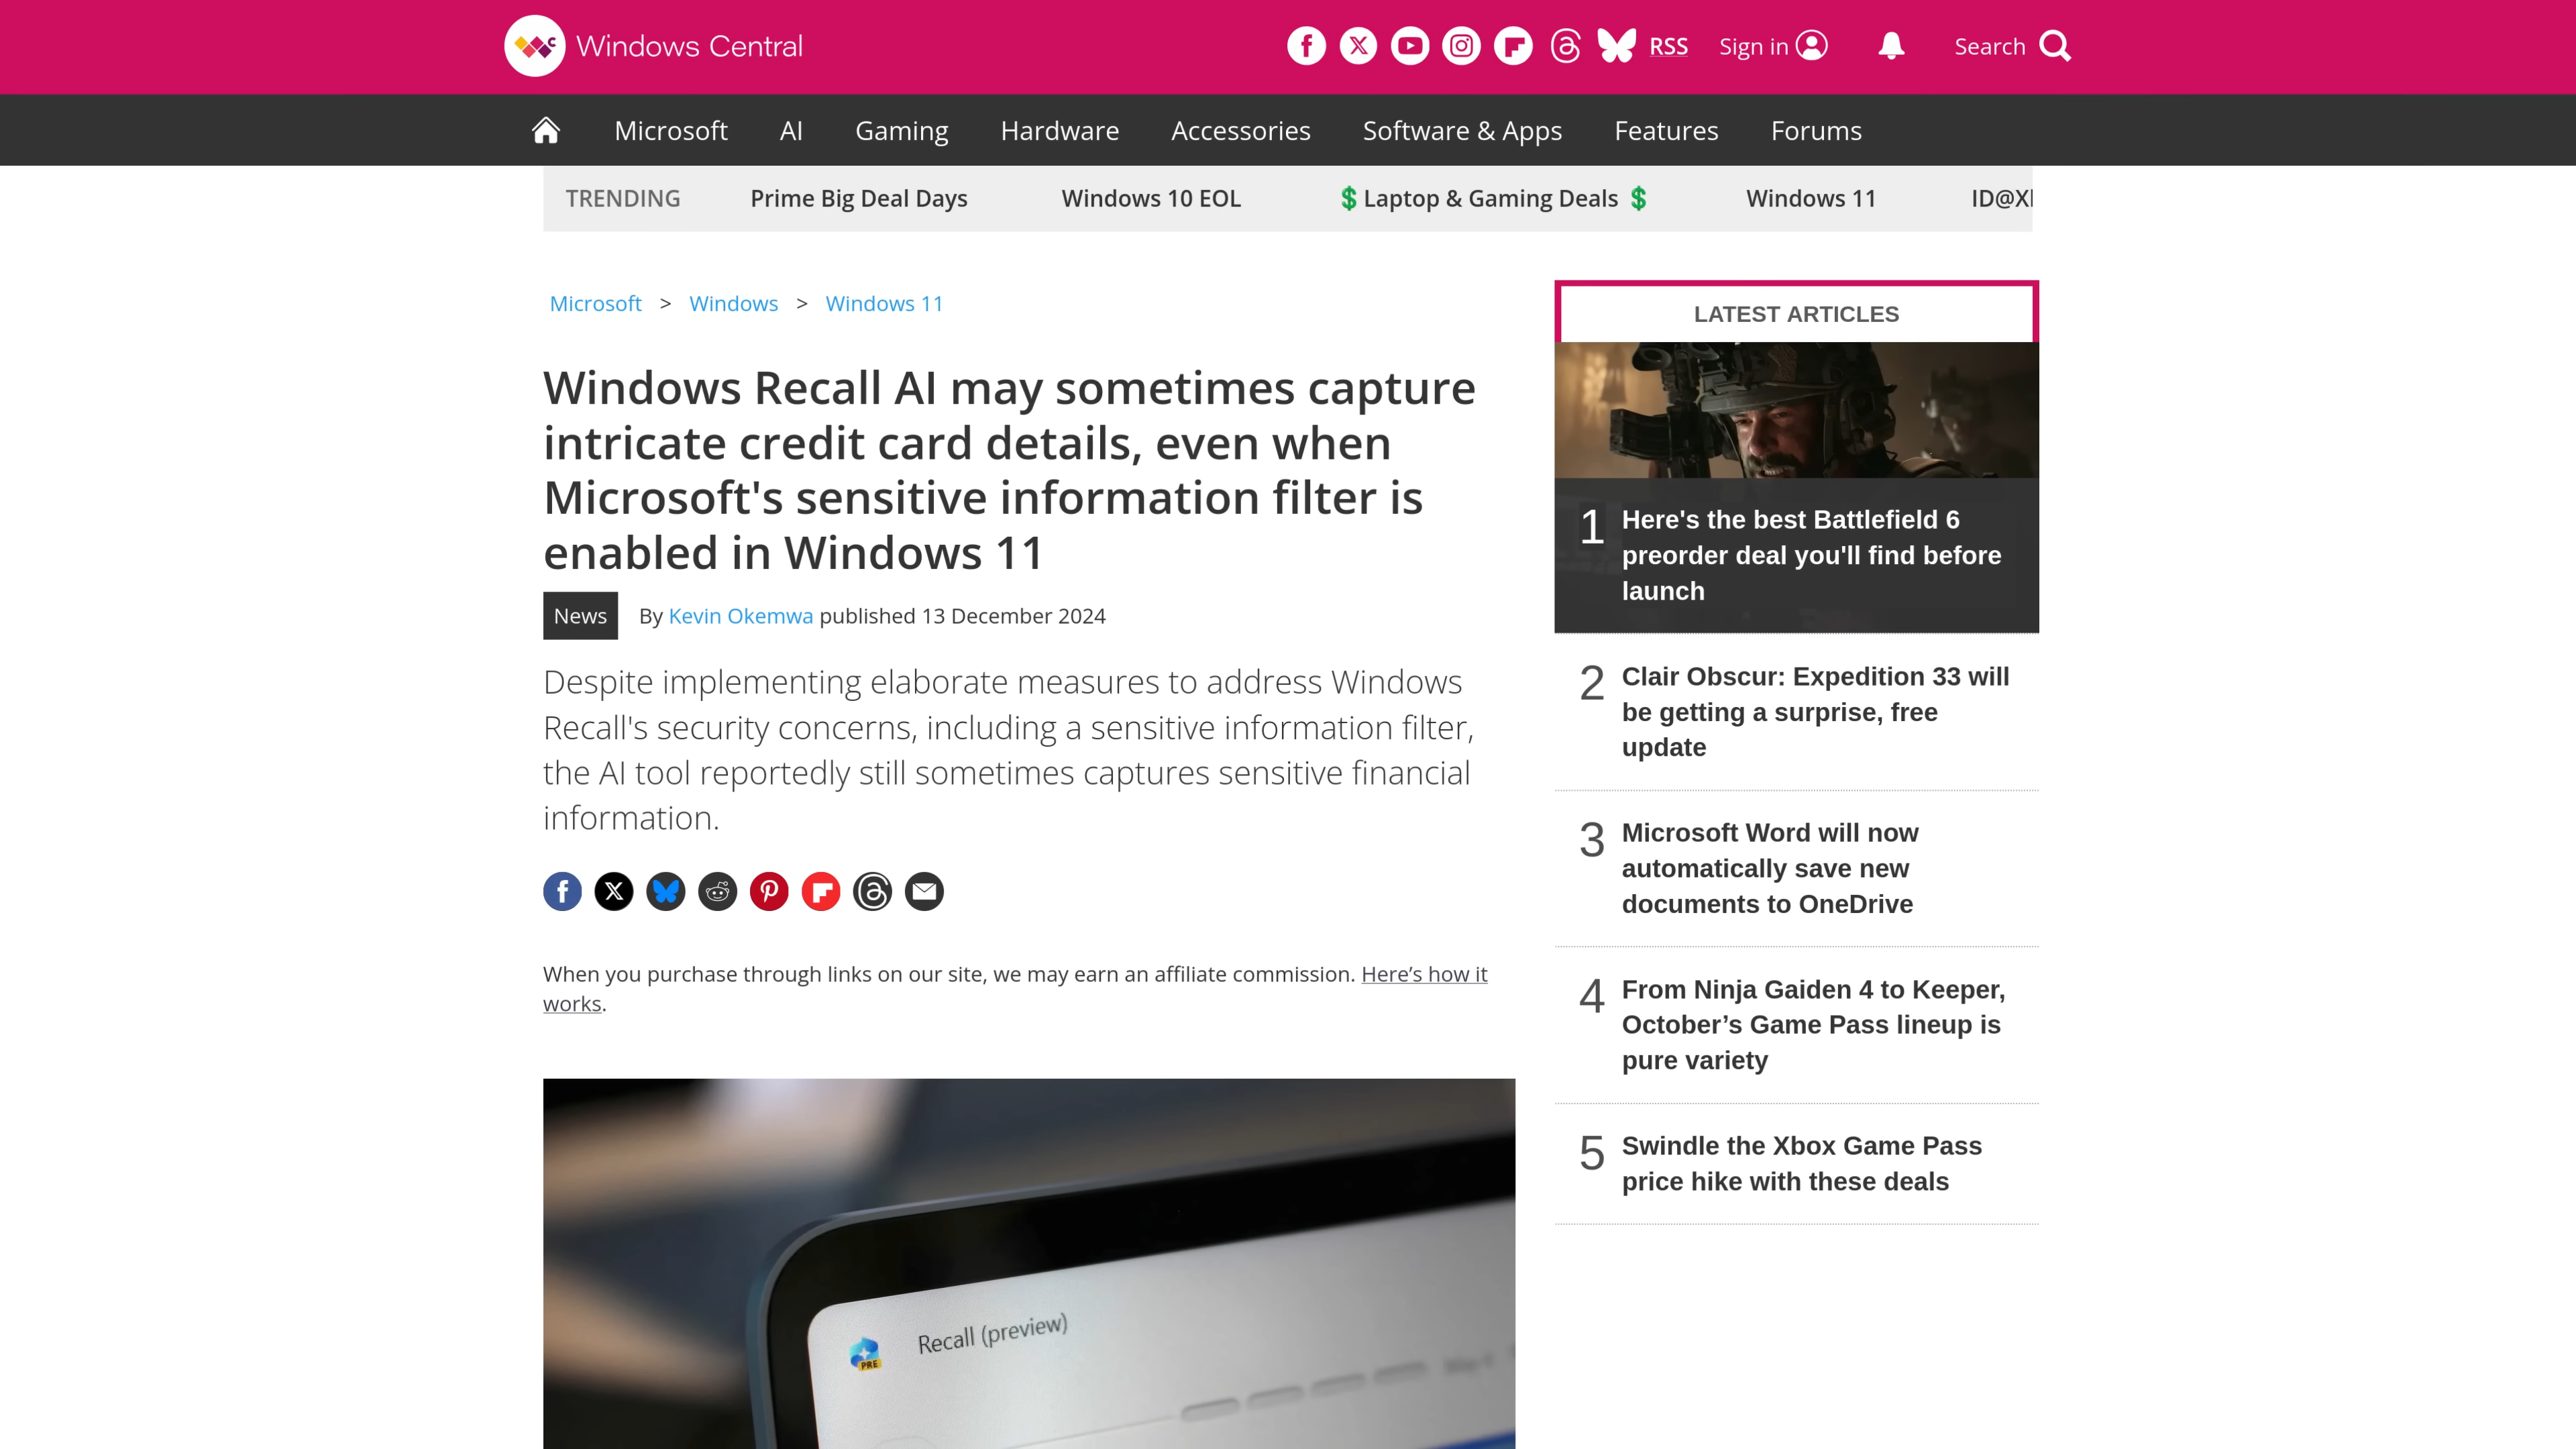 Windows Central
RSS
Sign in
Search
Microsoft
AI
Gaming
Hardware
Accessories
Software & Apps
Features
Forums
TRENDING
Prime Big Deal Days
Windows 10 EOL
💲Laptop & Gaming Deals 💲
Windows 11
Microsoft > Windows > Windows 11
Windows Recall AI may sometimes capture
intricate credit card details, even when
Microsoft's sensitive information filter is
enabled in Windows 11
News
By Kevin Okemwa published 13 December 2024
Despite implementing elaborate measures to address Windows
Recall's security concerns, including a sensitive information filter,
the AI tool reportedly still sometimes captures sensitive financial
information.
When you purchase through links on our site, we may earn an affiliate commission. Here’s how it
works.
Recall (preview)
PRE
LATEST ARTICLES
1
Here's the best Battlefield 6
preorder deal you'll find before
launch
2
Clair Obscur: Expedition 33 will
be getting a surprise, free
update
3
Microsoft Word will now
automatically save new
documents to OneDrive
4
From Ninja Gaiden 4 to Keeper,
October’s Game Pass lineup is
pure variety
5
Swindle the Xbox Game Pass
price hike with these deals